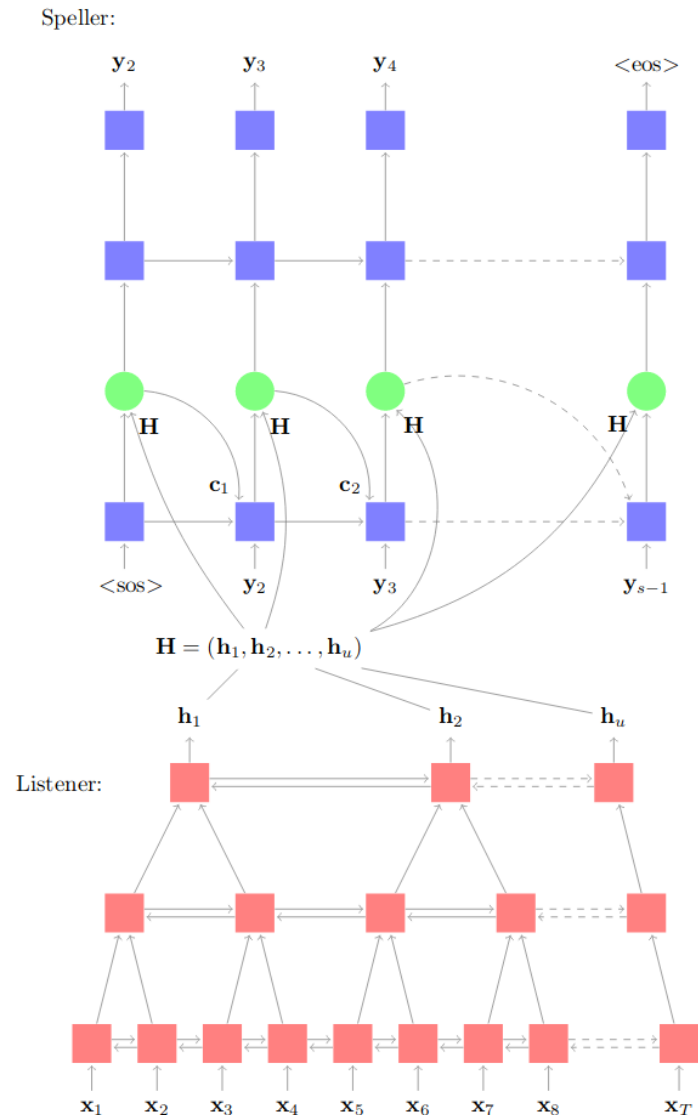 Speller:
y₂ y₃ y₄ <eos>
H H H H
c₁ c₂
<sos> y₂ y₃ yₛ₋₁
H = (h₁, h₂, . . . , hᵤ)
h₁ h₂ hᵤ
Listener:
x₁ x₂ x₃ x₄ x₅ x₆ x₇ x₈ x_T